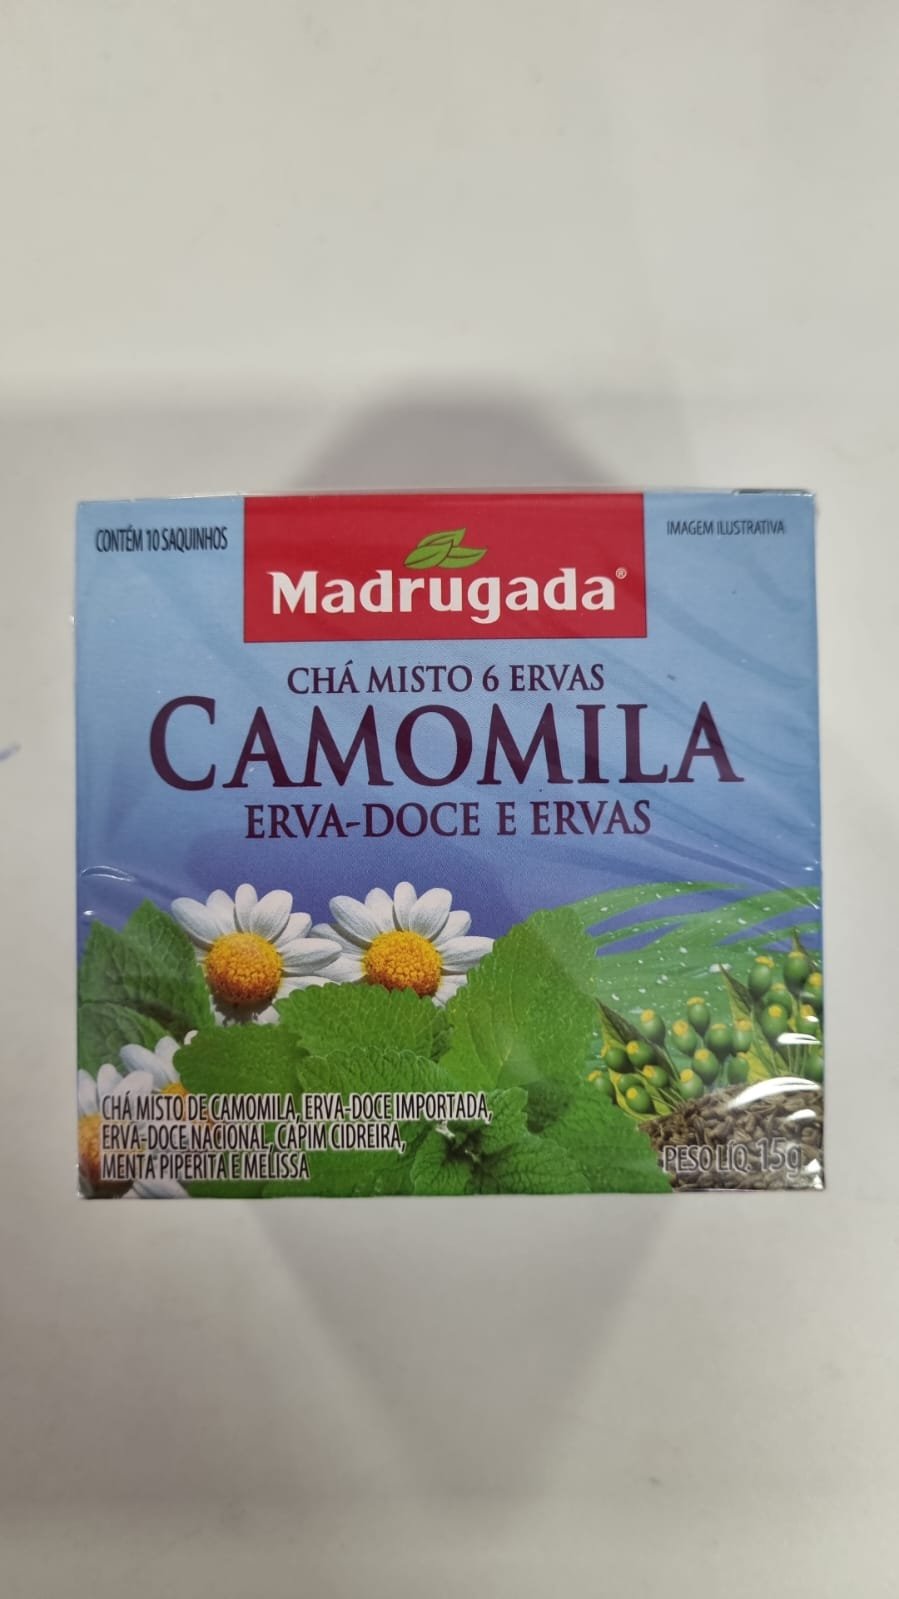 CONTÉM 10 SAQUINHOS
IMAGEM ILUSTRATIVA
Madrugada®
CHÁ MISTO 6 ERVAS
CAMOMILA
ERVA-DOCE E ERVAS
CHÁ MISTO DE CAMOMILA, ERVA-DOCE IMPORTADA,
ERVA-DOCE NACIONAL, CAPIM CIDREIRA,
MENTA PIPERITA E MELISSA
PESO LÍQ. 15g